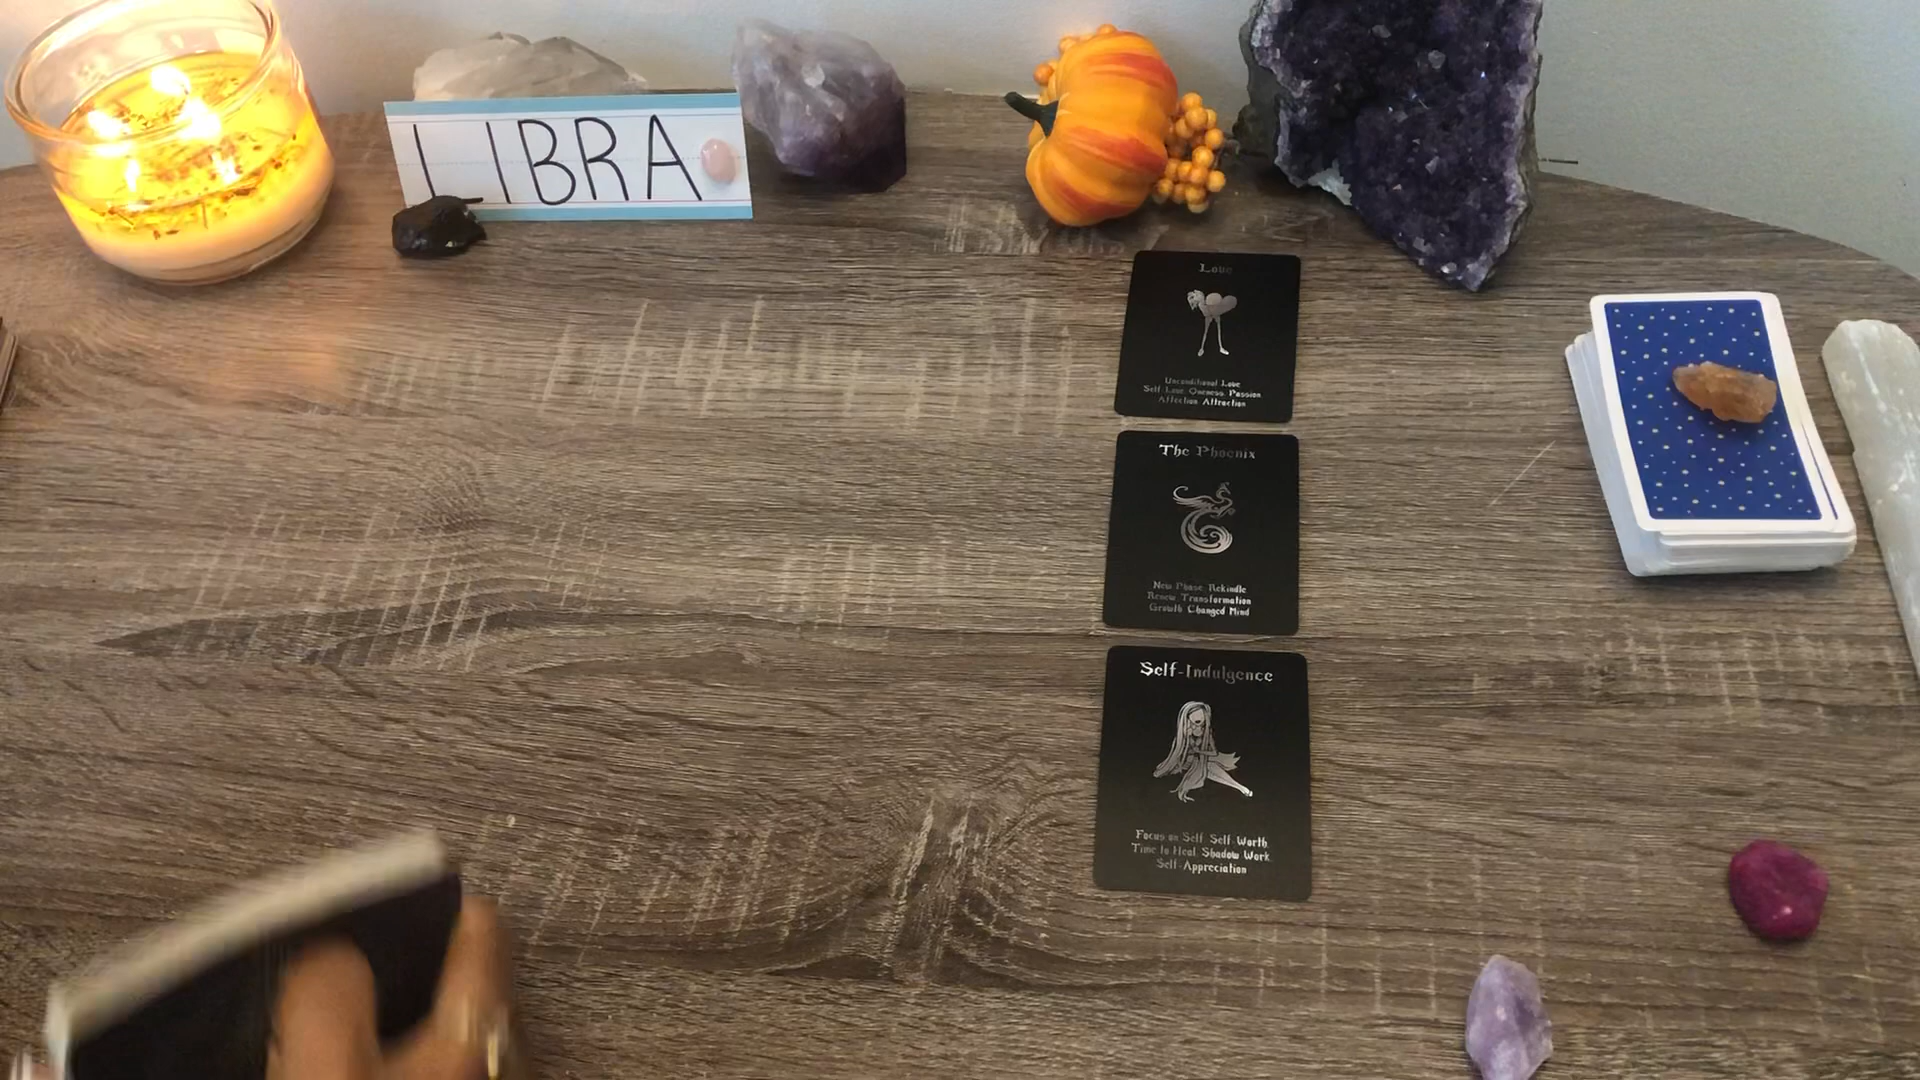 LIBRA
Love
Unconditional Love
Self-Love Oneness Passion
Affection Attraction
The Phoenix
New Phase Rekindle
Renew Transformation
Growth Changed Mind
Self-Indulgence
Focus on Self Self-Worth
Time to Heal Shadow Work
Self-Appreciation